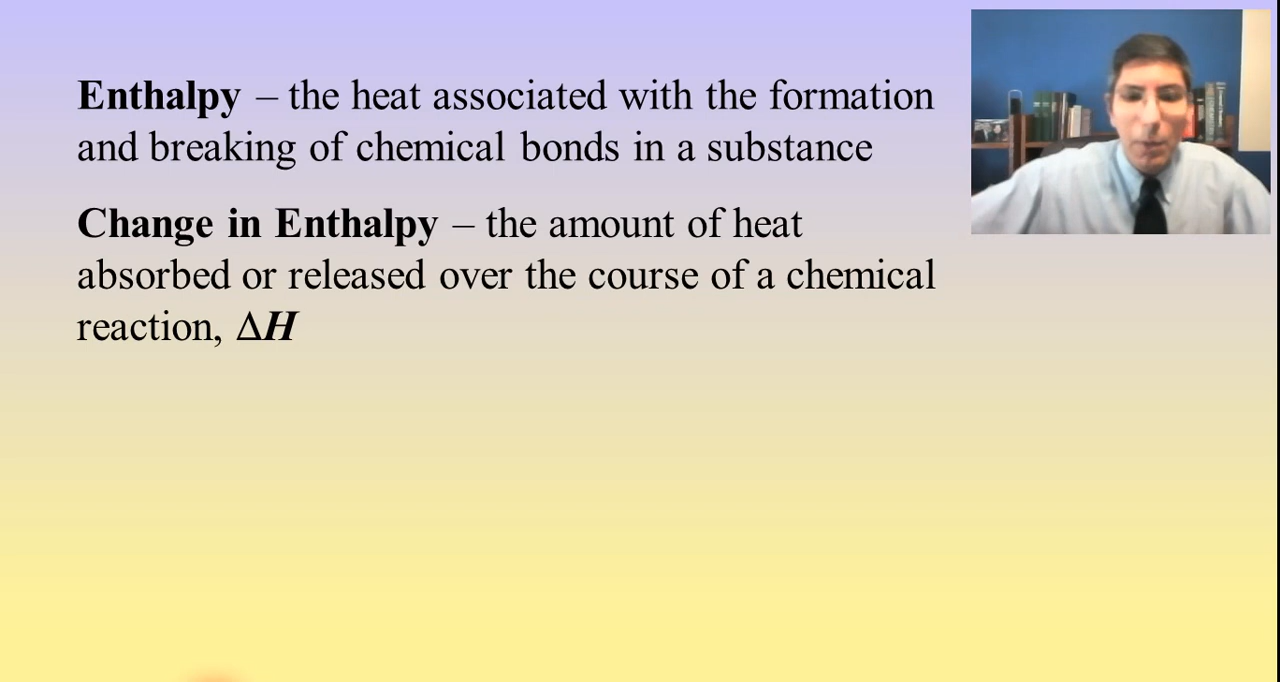 Enthalpy – the heat associated with the formation
and breaking of chemical bonds in a substance
Change in Enthalpy – the amount of heat
absorbed or released over the course of a chemical
reaction, ΔH